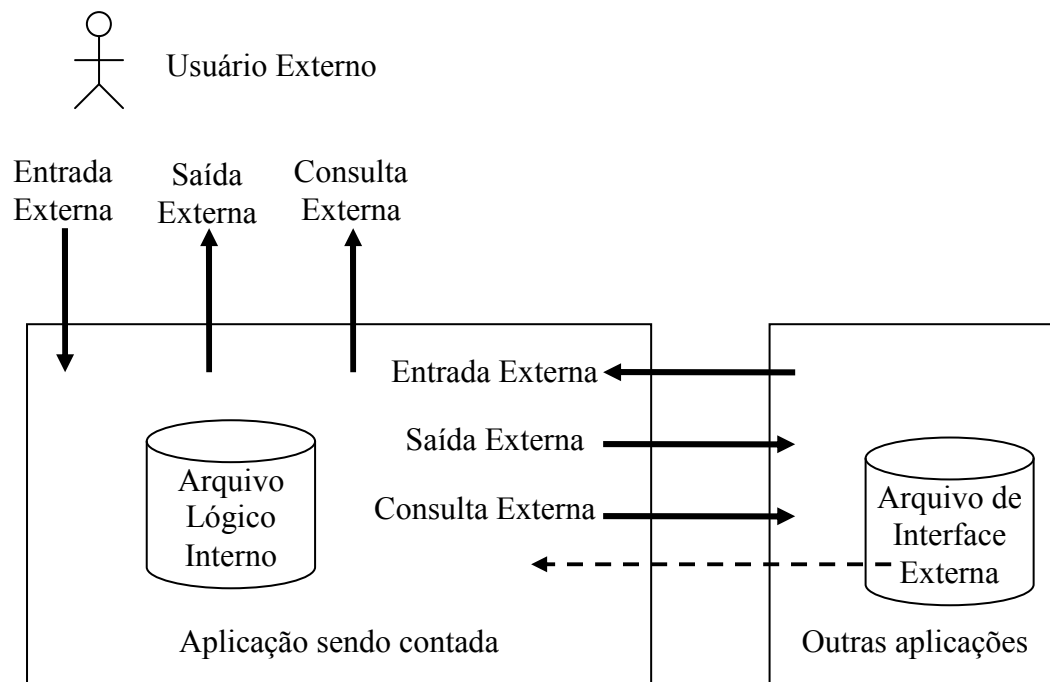 Usuário Externo
Entrada
Externa
Saída
Externa
Consulta
Externa
Entrada Externa
Saída Externa
Consulta Externa
Arquivo
Lógico
Interno
Arquivo de
Interface
Externa
Aplicação sendo contada
Outras aplicações